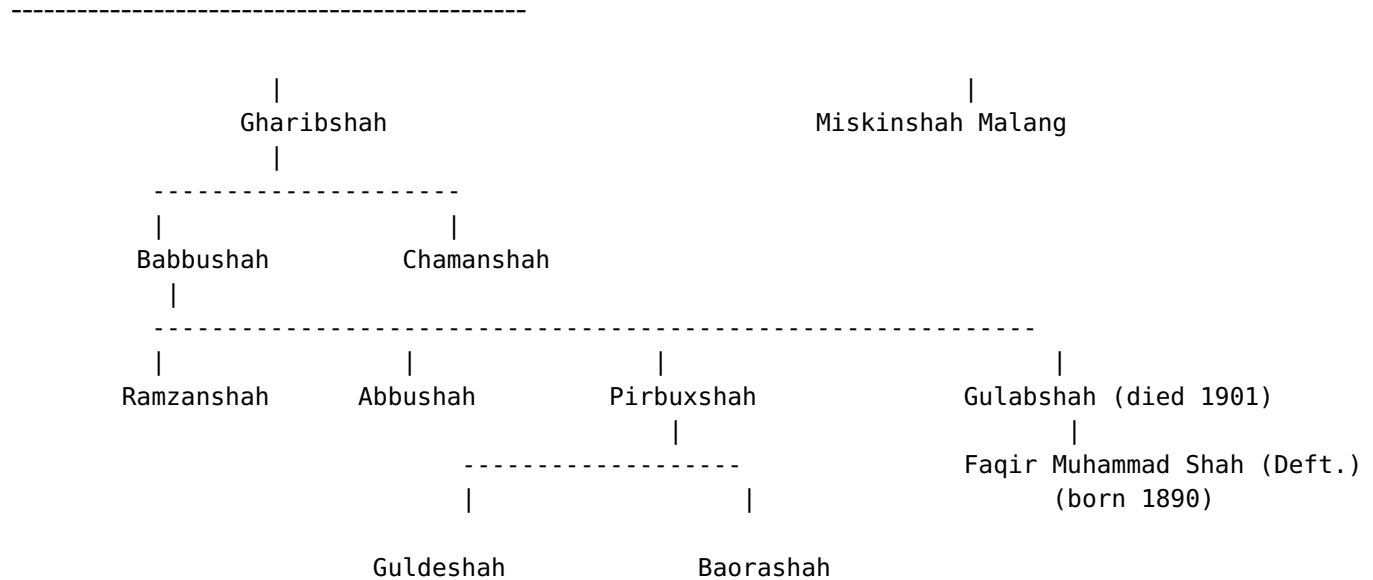 Gharibshah Miskinshah Malang
Babbushah Chamanshah
Ramzanshah Abbushah Pirbuxshah Gulabshah (died 1901)
Faqir Muhammad Shah (Deft.)
(born 1890)
Guldeshah Baorashah